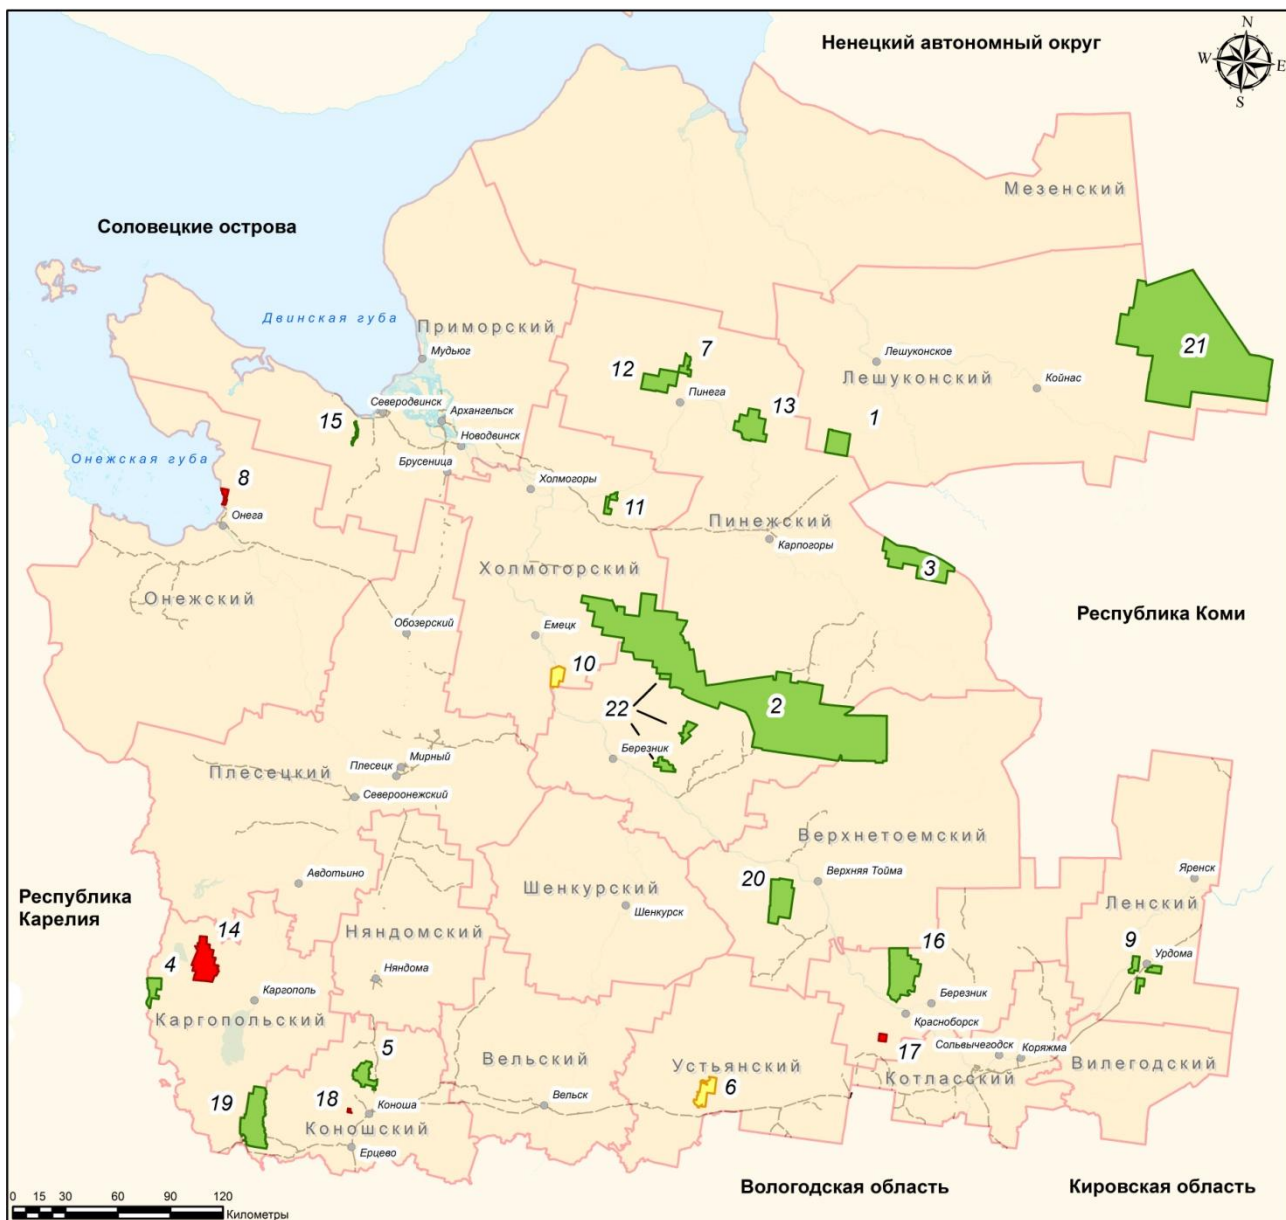 Ненецкий автономный округ
N
W
E
S
Мезенский
Соловецкие острова
Двинская губа
Приморский
Мудьюг
7
12
Пинега
Лешуконское
Лешуконский
Койнас
21
13
1
15
Северодвинск
Архангельск
Новодвинск
Брусеница
Онежская губа
8
Онега
Холмогоры
11
Пинежский
Карпогоры
3
Холмогорский
Онежский
Обозерский
Емецк
Республика Коми
10
22
2
Березник
Плесецкий
Мирный
Плесецк
Североонежский
Верхнетоемский
Авдотьино
20
Верхняя Тойма
Яренск
Республика
Карелия
Шенкурский
Шенкурск
Ленский
14
Няндомский
16
9
Урдома
4
Няндома
Каргополь
Березник
Каргопольский
Красноборск
5
17
Сольвычегодск
Коряжма
Вельский
Устьянский
Котласский
Вилегодский
19
18
6
Коноша
Вельск
Коношский
Ерцево
0 15 30 60 90 120
Километры
Вологодская область
Кировская область